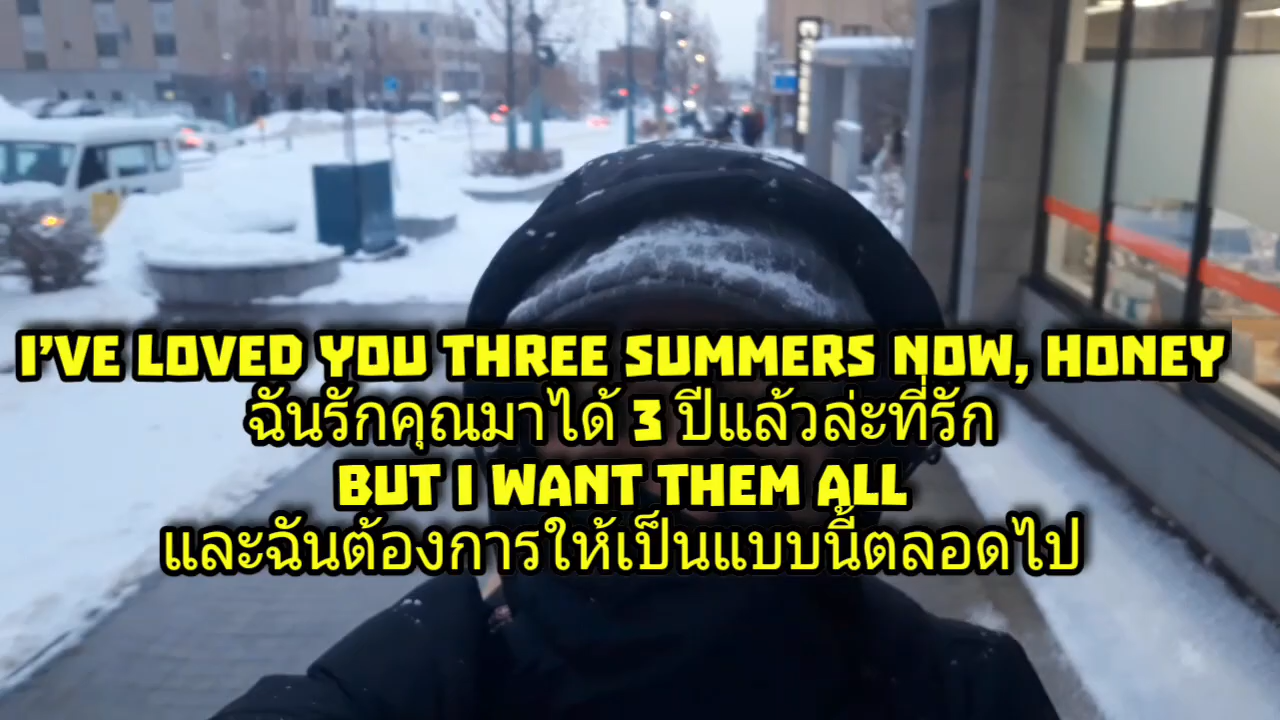 I'VE LOVED YOU THREE SUMMERS NOW, HONEY
ฉันรักคุณมาได้ 3 ปีแล้วล่ะที่รัก
BUT I WANT THEM ALL
และฉันต้องการให้เป็นแบบนี้ตลอดไป